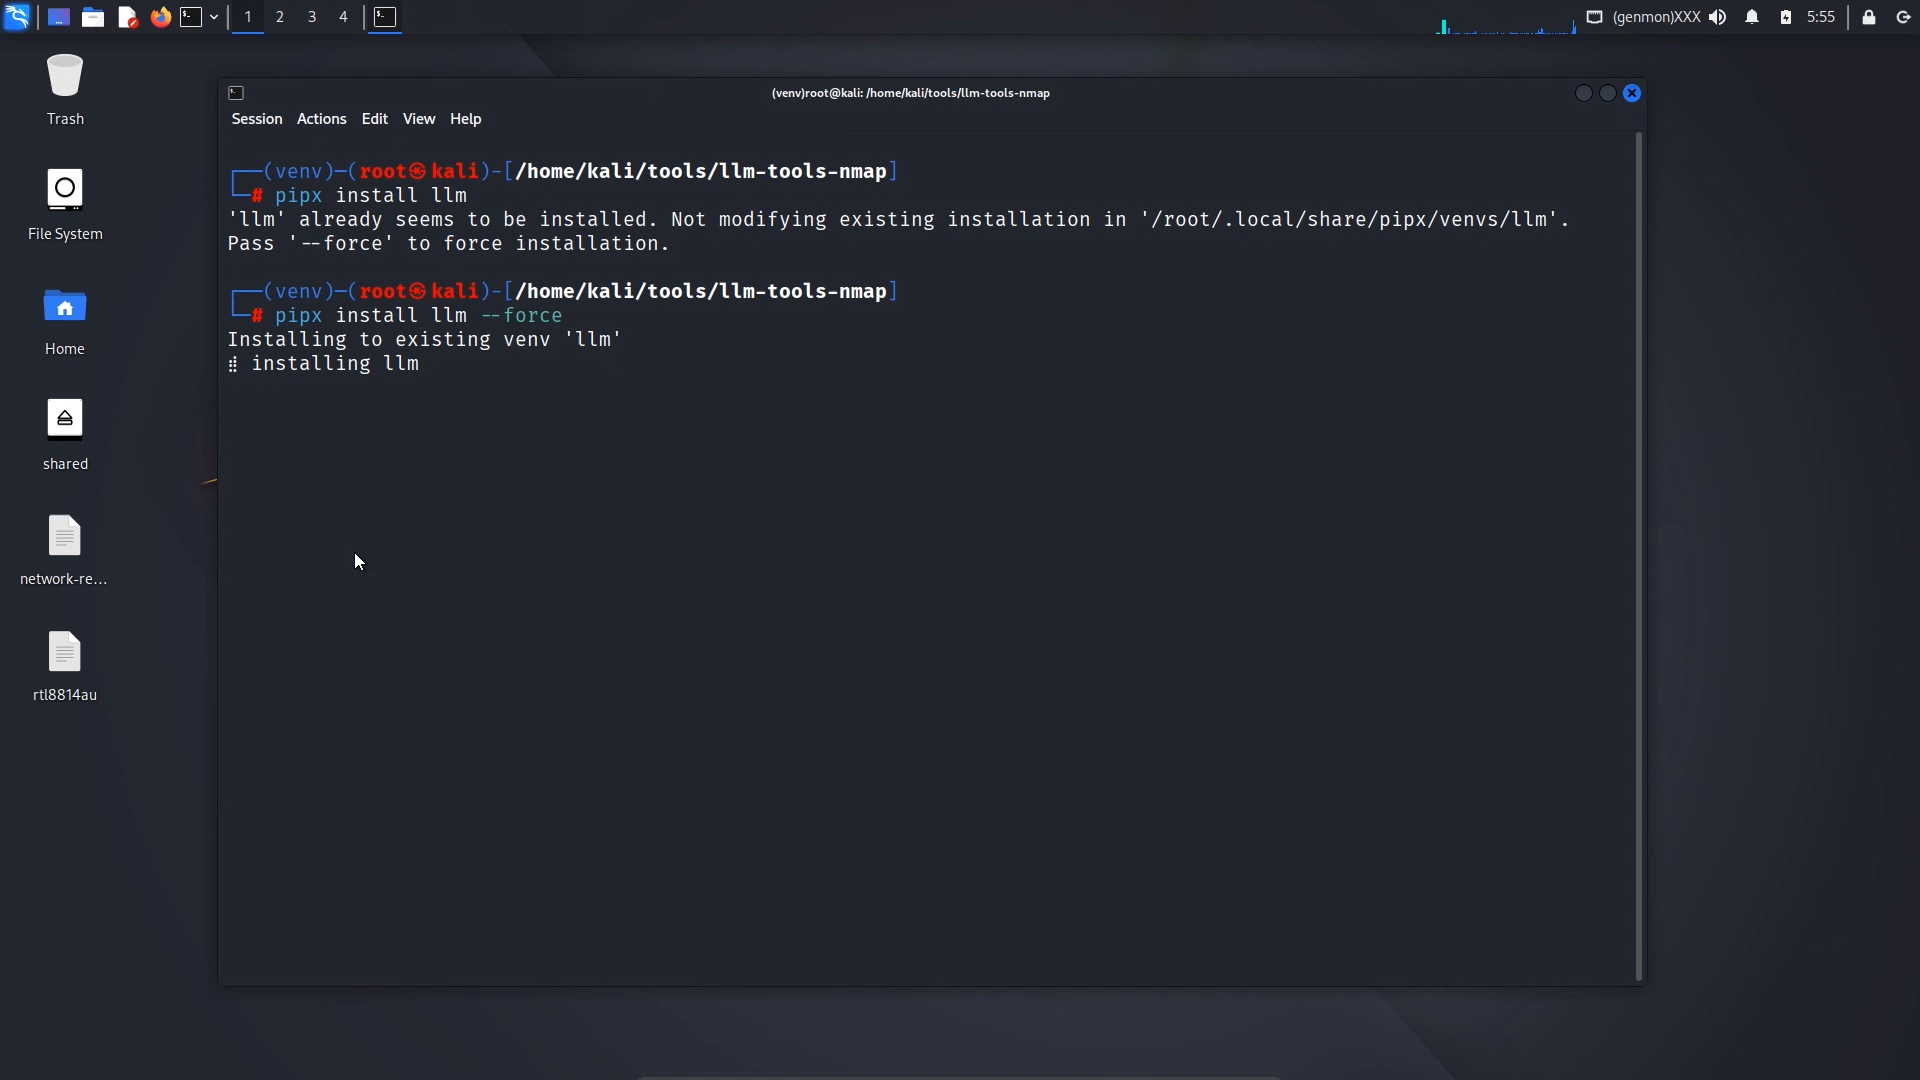 1 2 3 4 (genmon)XXX 5:55
Trash
File System
Home
shared
network-re...
rtl8814au
(venv)root@kali: /home/kali/tools/llm-tools-nmap
Session Actions Edit View Help
┌──(venv)─(root㉿kali)-[/home/kali/tools/llm-tools-nmap]
└─# pipx install llm
'llm' already seems to be installed. Not modifying existing installation in '/root/.local/share/pipx/venvs/llm'.
Pass '--force' to force installation.
┌──(venv)─(root㉿kali)-[/home/kali/tools/llm-tools-nmap]
└─# pipx install llm --force
Installing to existing venv 'llm'
⣾ installing llm